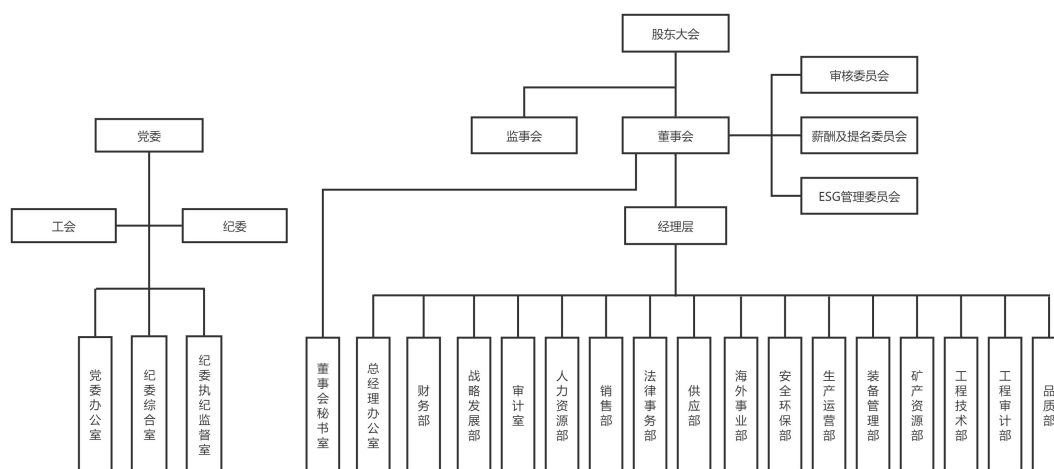 股东大会
审核委员会
党委
监事会
董事会
薪酬及提名委员会
ESG管理委员会
工会
纪委
经理层
党委办公室
纪委综合室
纪委执纪监督室
董事会秘书室
总经理办公室
财务部
战略发展部
审计室
人力资源部
销售部
法律事务部
供应部
海外事业部
安全环保部
生产运营部
装备管理部
矿产资源部
工程技术部
工程审计部
品质部